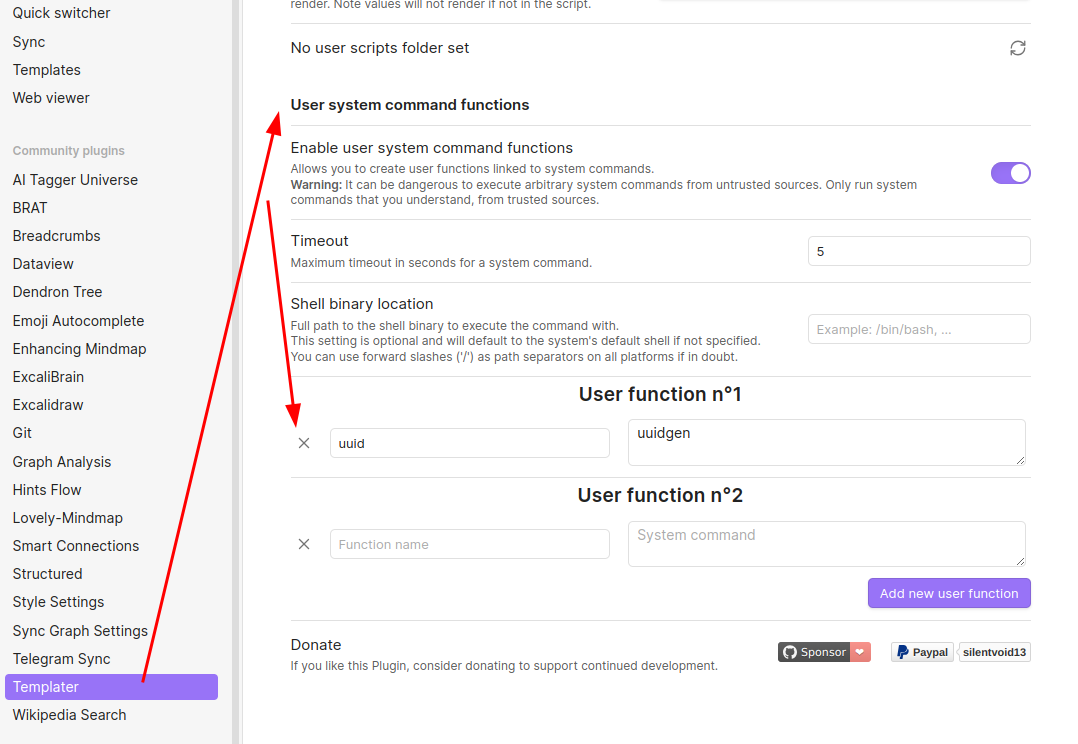 Quick switcher
Sync
Templates
Web viewer
Community plugins
AI Tagger Universe
BRAT
Breadcrumbs
Dataview
Dendron Tree
Emoji Autocomplete
Enhancing Mindmap
ExcaliBrain
Excalidraw
Git
Graph Analysis
Hints Flow
Lovely-Mindmap
Smart Connections
Structured
Style Settings
Sync Graph Settings
Telegram Sync
Templater
Wikipedia Search
render. Note values will not render if not in the script.
No user scripts folder set
User system command functions
Enable user system command functions
Allows you to create user functions linked to system commands.
Warning: It can be dangerous to execute arbitrary system commands from untrusted sources. Only run system
commands that you understand, from trusted sources.
Timeout
Maximum timeout in seconds for a system command.
5
Shell binary location
Full path to the shell binary to execute the command with.
This setting is optional and will default to the system's default shell if not specified.
You can use forward slashes ('/') as path separators on all platforms if in doubt.
Example: /bin/bash, ...
User function n°1
uuid
uuidgen
User function n°2
Function name
System command
Add new user function
Donate
If you like this Plugin, consider donating to support continued development.
Sponsor
Paypal
silentvoid13